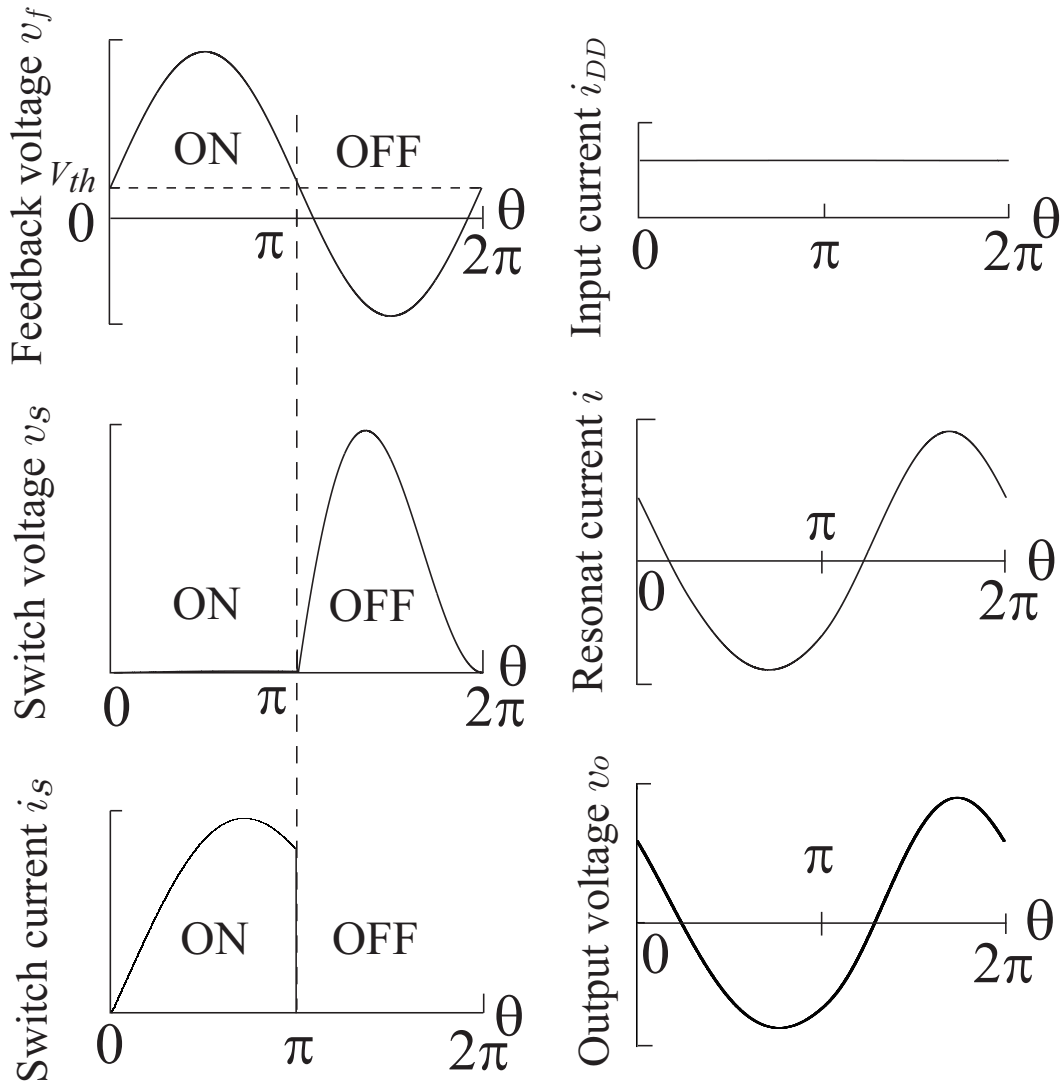 Feedback voltage v_f
V_th
0
ON
OFF
π
θ
2π
Input current i_DD
0
π
2π
θ
Switch voltage v_S
ON
OFF
0
π
θ
2π
Resonat current i
0
π
θ
2π
Switch current i_S
ON
OFF
0
π
2π
θ
Output voltage v_o
0
π
θ
2π